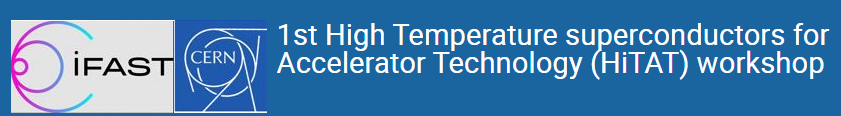 iFAST
CERN
1st High Temperature superconductors for
Accelerator Technology (HiTAT) workshop